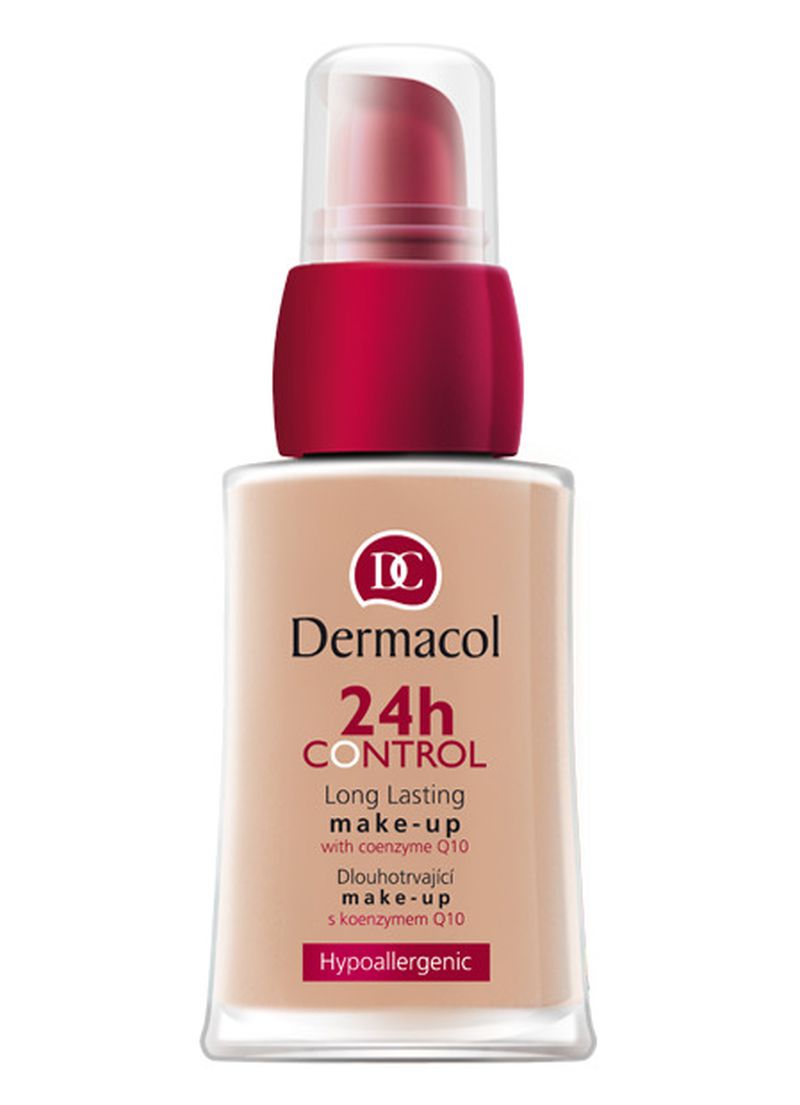 DC
Dermacol
24h
CONTROL
Long Lasting
make-up
with coenzyme Q10
Dlouhotrvající
make-up
s koenzymem Q10
Hypoallergenic